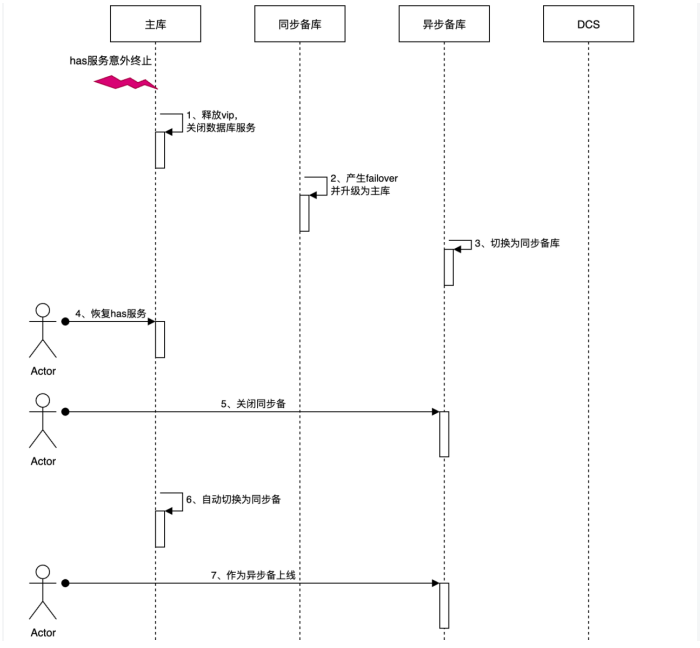 主库
同步备库
异步备库
DCS
has服务意外终止
1、释放vip，
关闭数据库服务
2、产生failover
并升级为主库
3、切换为同步备库
4、恢复has服务
Actor
5、关闭同步备
Actor
6、自动切换为同步备
7、作为异步备上线
Actor